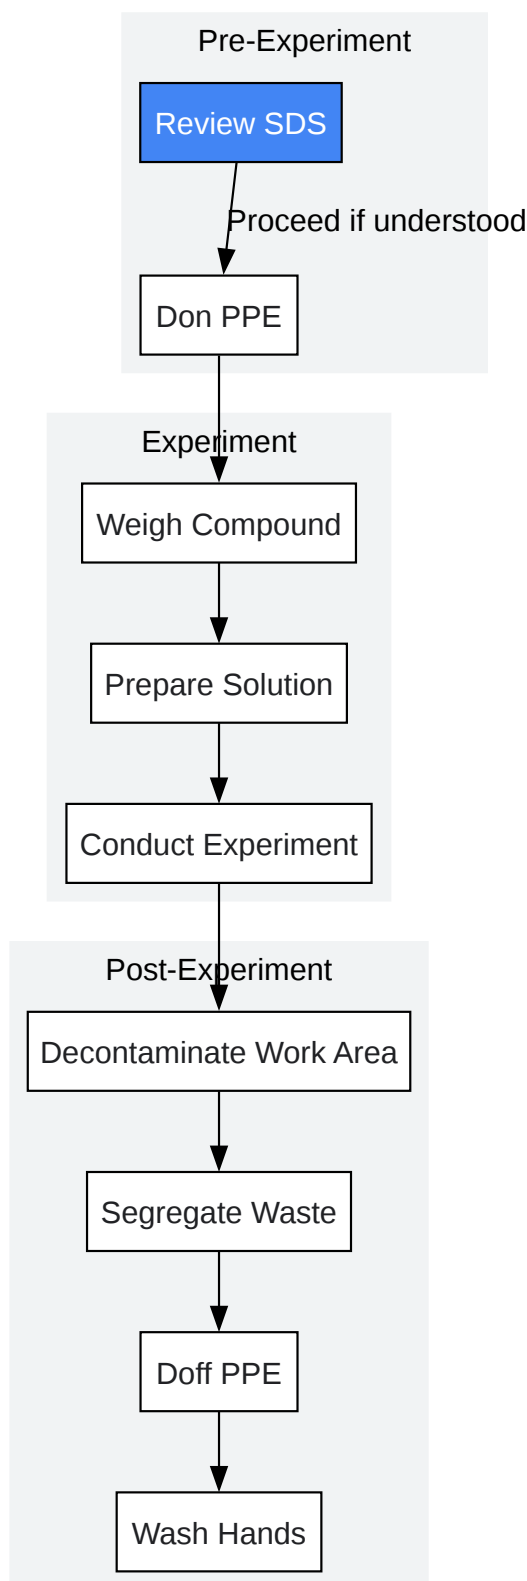 Pre-Experiment
Review SDS
Proceed if understood
Don PPE
Experiment
Weigh Compound
Prepare Solution
Conduct Experiment
Post-Experiment
Decontaminate Work Area
Segregate Waste
Doff PPE
Wash Hands